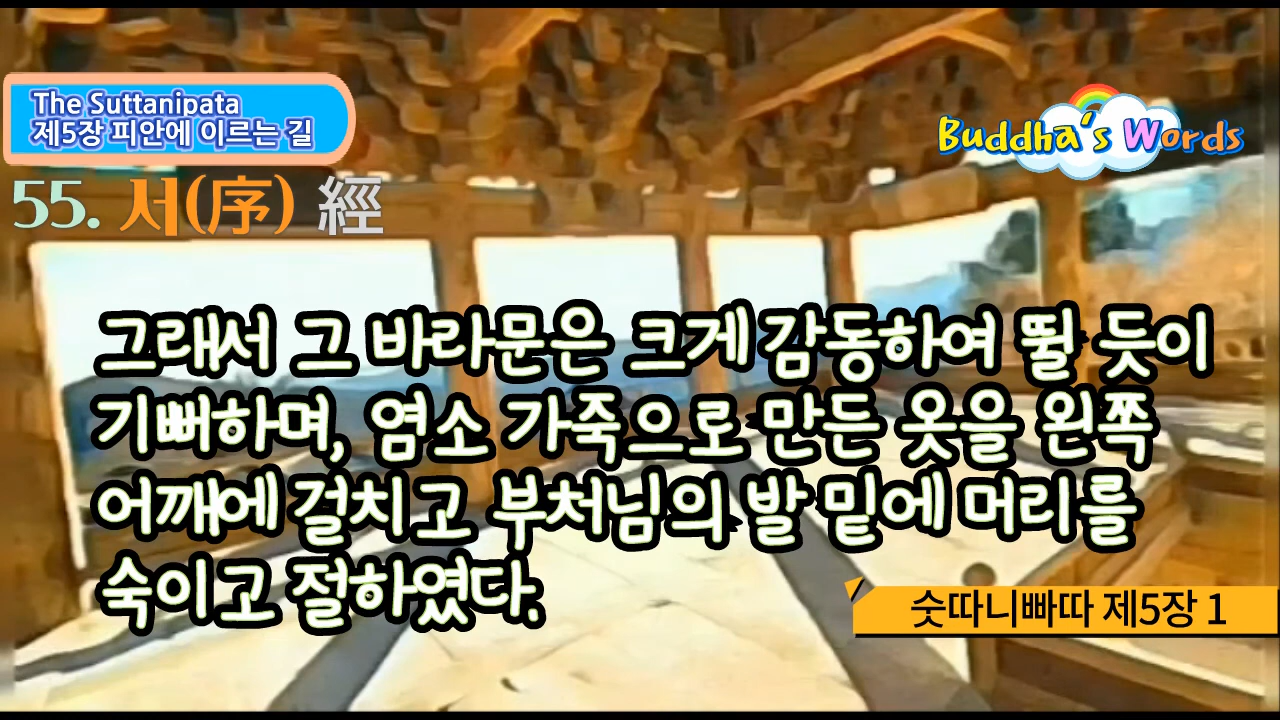 The Suttanipata
제5장 피안에 이르는 길
Buddha's Words
55. 서(序) 經
그래서 그 바라문은 크게 감동하여 뛸 듯이
기뻐하며, 염소 가죽으로 만든 옷을 왼쪽
어깨에 걸치고 부처님의 발 밑에 머리를
숙이고 절하였다.
숫따니빠따 제5장 1